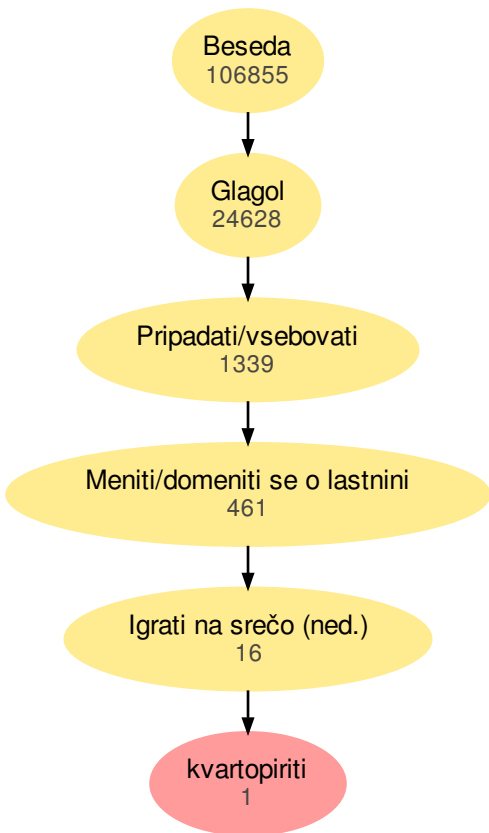 Beseda
106855
Glagol
24628
Pripadati/vsebovati
1339
Meniti/domeniti se o lastnini
461
Igrati na srečo (ned.)
16
kvartopiriti
1